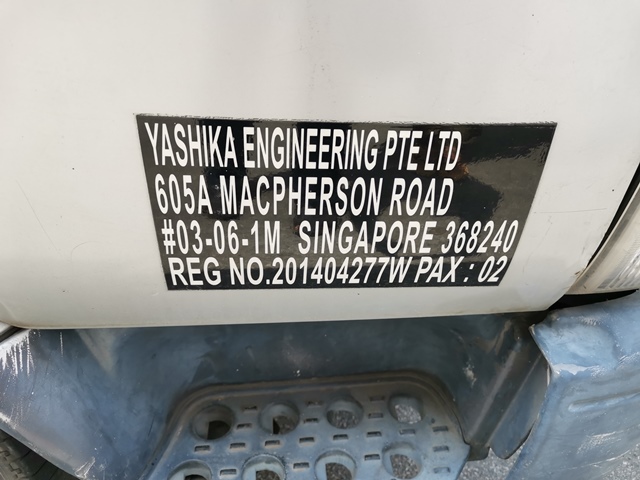 YASHIKA ENGINEERING PTE LTD
605A MACPHERSON ROAD
#03-06-1M SINGAPORE 368240
REG NO.201404277W PAX : 02